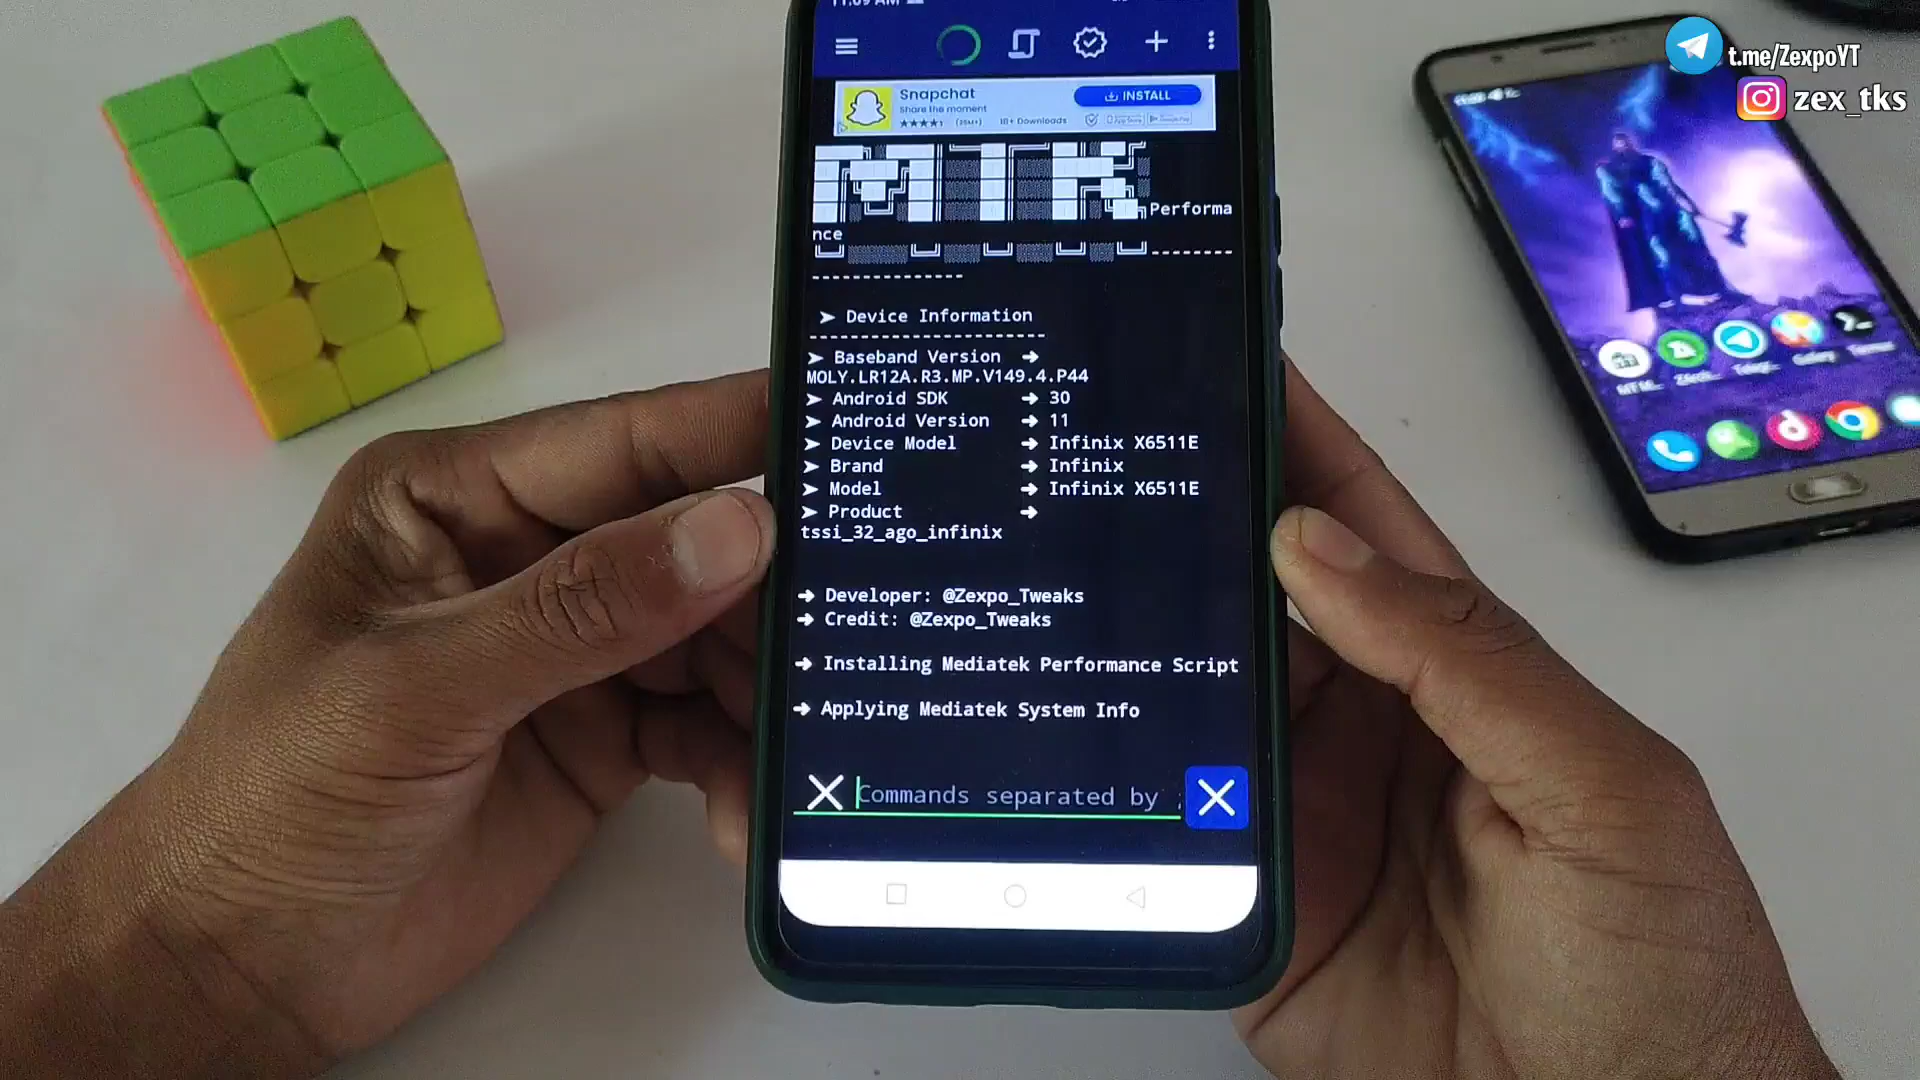 t.me/ZexpoYT
zex_tks
Snapchat
Share the moment
INSTALL
MTK
Performa
nce
➤ Device Information
➤ Baseband Version ➔
MOLY.LR12A.R3.MP.V149.4.P44
➤ Android SDK ➔ 30
➤ Android Version ➔ 11
➤ Device Model ➔ Infinix X6511E
➤ Brand ➔ Infinix
➤ Model ➔ Infinix X6511E
➤ Product ➔
tssi_32_ago_infinix
➔ Developer: @Zexpo_Tweaks
➔ Credit: @Zexpo_Tweaks
➔ Installing Mediatek Performance Script
➔ Applying Mediatek System Info
Commands separated by ;